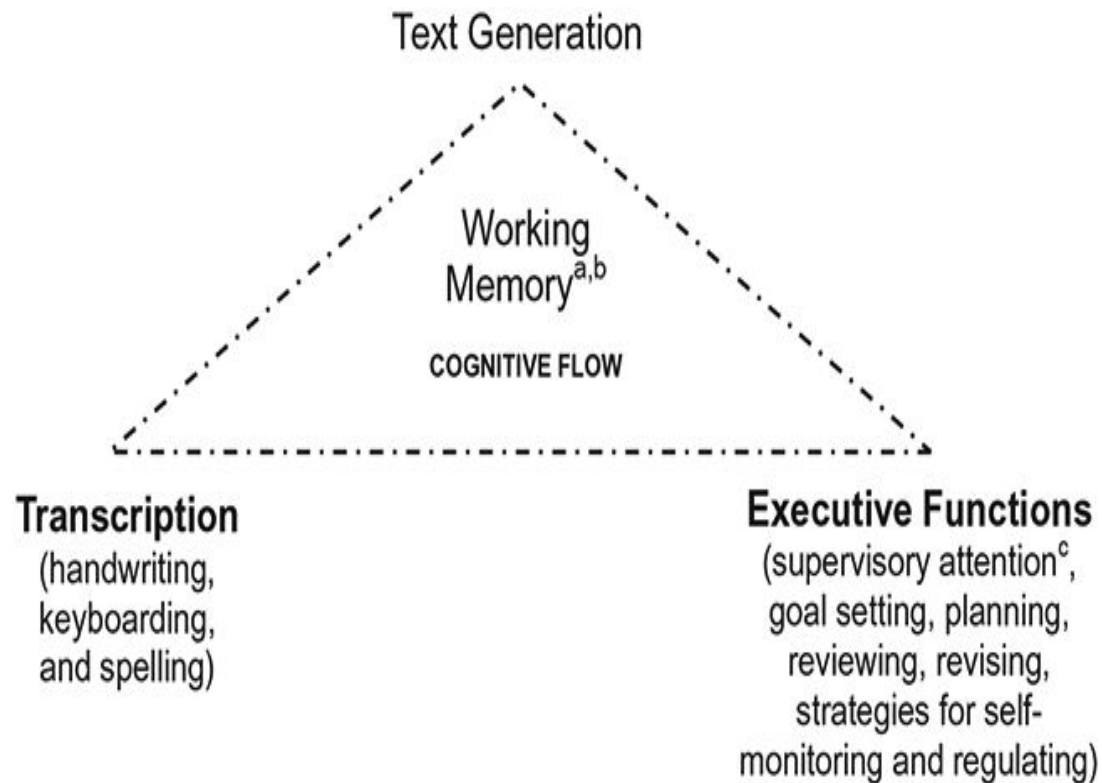 Text Generation
Working
Memory^a,b
COGNITIVE FLOW
Transcription
(handwriting,
keyboarding,
and spelling)
Executive Functions
(supervisory attention^c,
goal setting, planning,
reviewing, revising,
strategies for self-
monitoring and regulating)